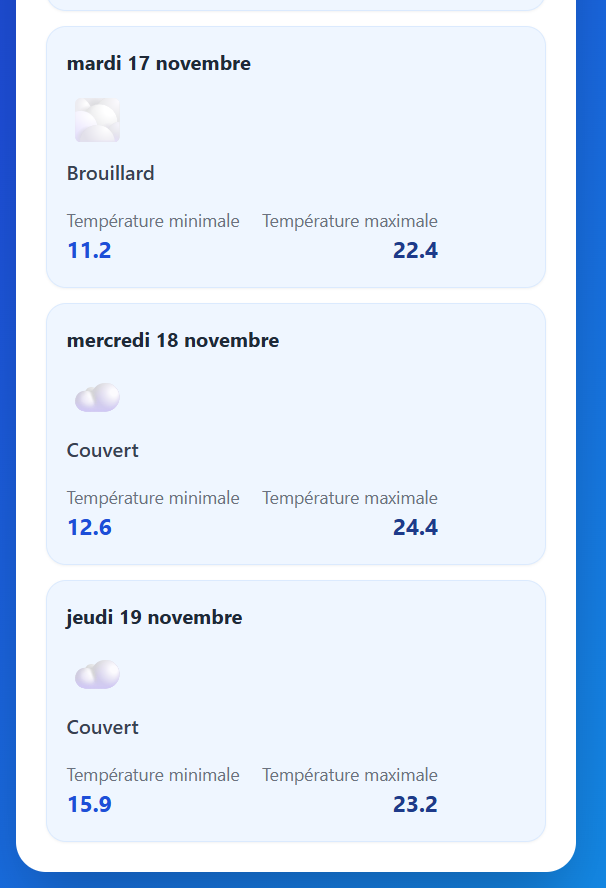 mardi 17 novembre
Brouillard
Température minimale Température maximale
11.2 22.4
mercredi 18 novembre
Couvert
Température minimale Température maximale
12.6 24.4
jeudi 19 novembre
Couvert
Température minimale Température maximale
15.9 23.2